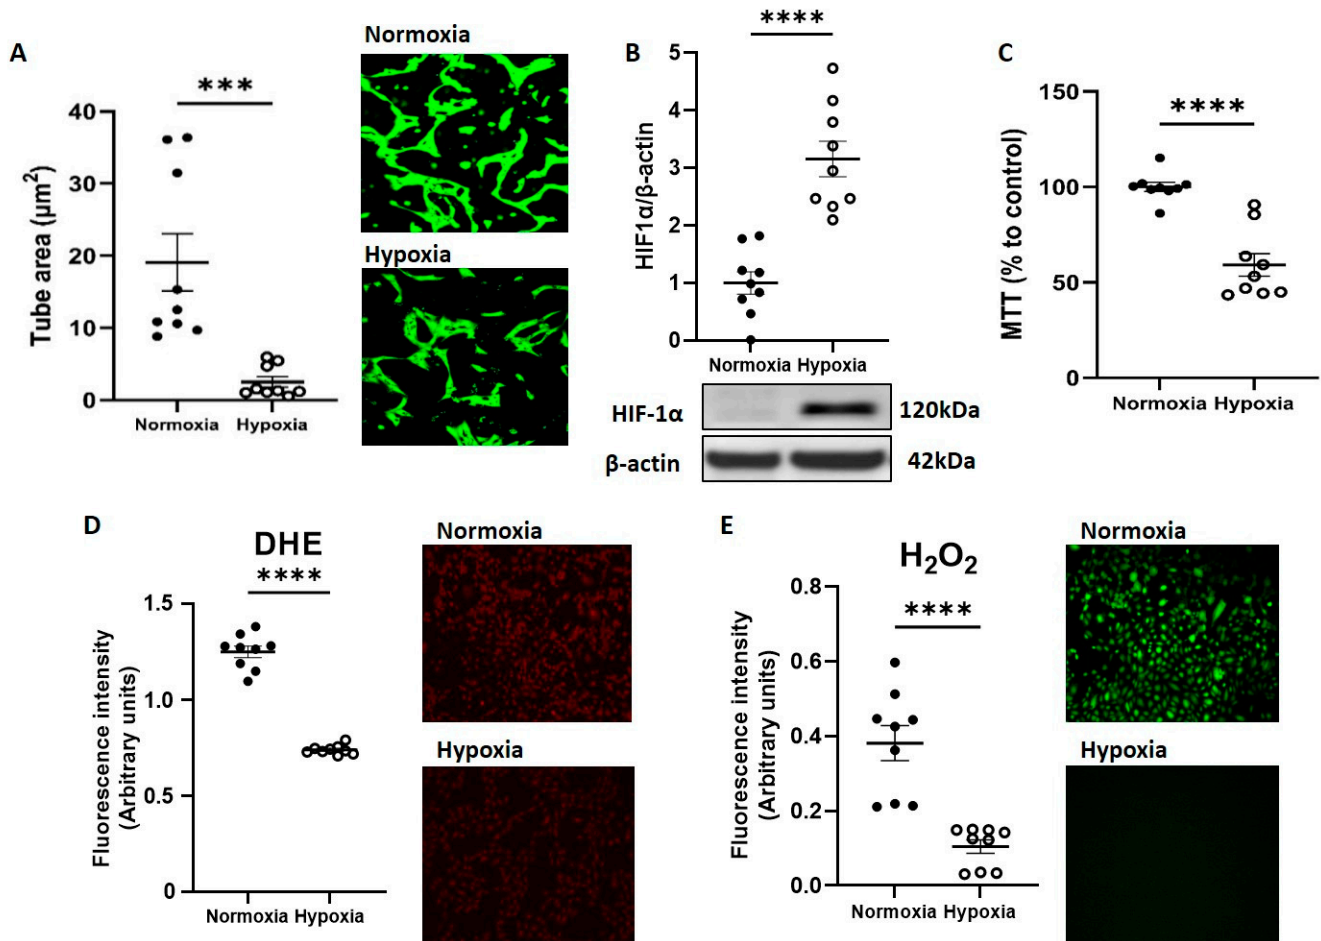 A
***
Tube area (µm²)
40
30
20
10
0
Normoxia Hypoxia
Normoxia
Hypoxia
B
****
HIF1α/β-actin
5
4
3
2
1
0
Normoxia Hypoxia
HIF-1α 120kDa
β-actin 42kDa
C
****
MTT (% to control)
150
100
50
0
Normoxia Hypoxia
D
DHE
****
Fluorescence intensity
(Arbitrary units)
1.5
1.0
0.5
0
Normoxia Hypoxia
Normoxia
Hypoxia
E
H₂O₂
****
Fluorescence intensity
(Arbitrary units)
0.8
0.6
0.4
0.2
0.0
Normoxia Hypoxia
Normoxia
Hypoxia